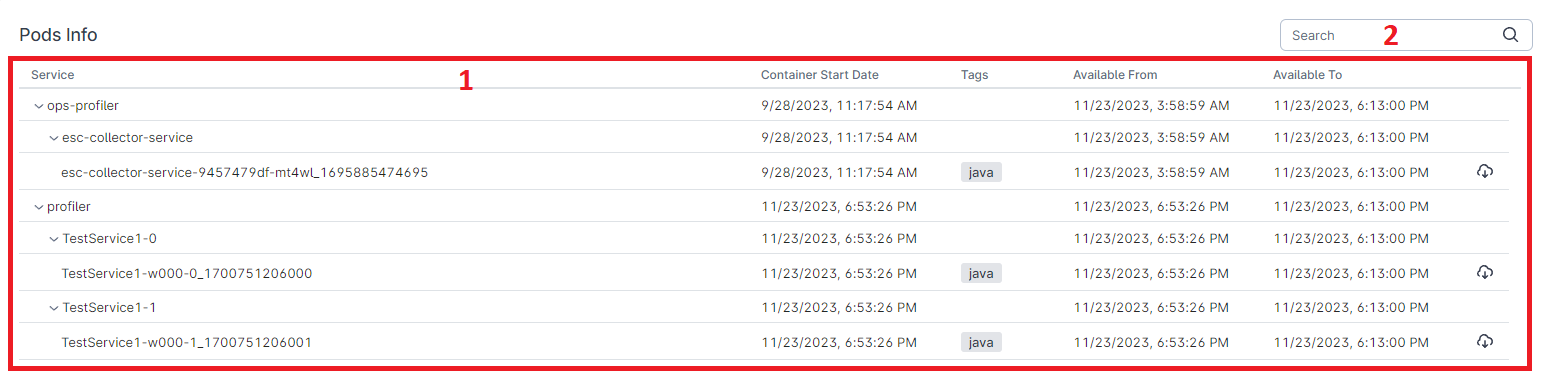 Pods Info
Search 2
1
Service Container Start Date Tags Available From Available To
ops-profiler 9/28/2023, 11:17:54 AM 11/23/2023, 3:58:59 AM 11/23/2023, 6:13:00 PM
esc-collector-service 9/28/2023, 11:17:54 AM 11/23/2023, 3:58:59 AM 11/23/2023, 6:13:00 PM
esc-collector-service-9457479df-mt4wl_1695885474695 9/28/2023, 11:17:54 AM java 11/23/2023, 3:58:59 AM 11/23/2023, 6:13:00 PM
profiler 11/23/2023, 6:53:26 PM 11/23/2023, 6:53:26 PM 11/23/2023, 6:13:00 PM
TestService1-0 11/23/2023, 6:53:26 PM 11/23/2023, 6:53:26 PM 11/23/2023, 6:13:00 PM
TestService1-w000-0_1700751206000 11/23/2023, 6:53:26 PM java 11/23/2023, 6:53:26 PM 11/23/2023, 6:13:00 PM
TestService1-1 11/23/2023, 6:53:26 PM 11/23/2023, 6:53:26 PM 11/23/2023, 6:13:00 PM
TestService1-w000-1_1700751206001 11/23/2023, 6:53:26 PM java 11/23/2023, 6:53:26 PM 11/23/2023, 6:13:00 PM